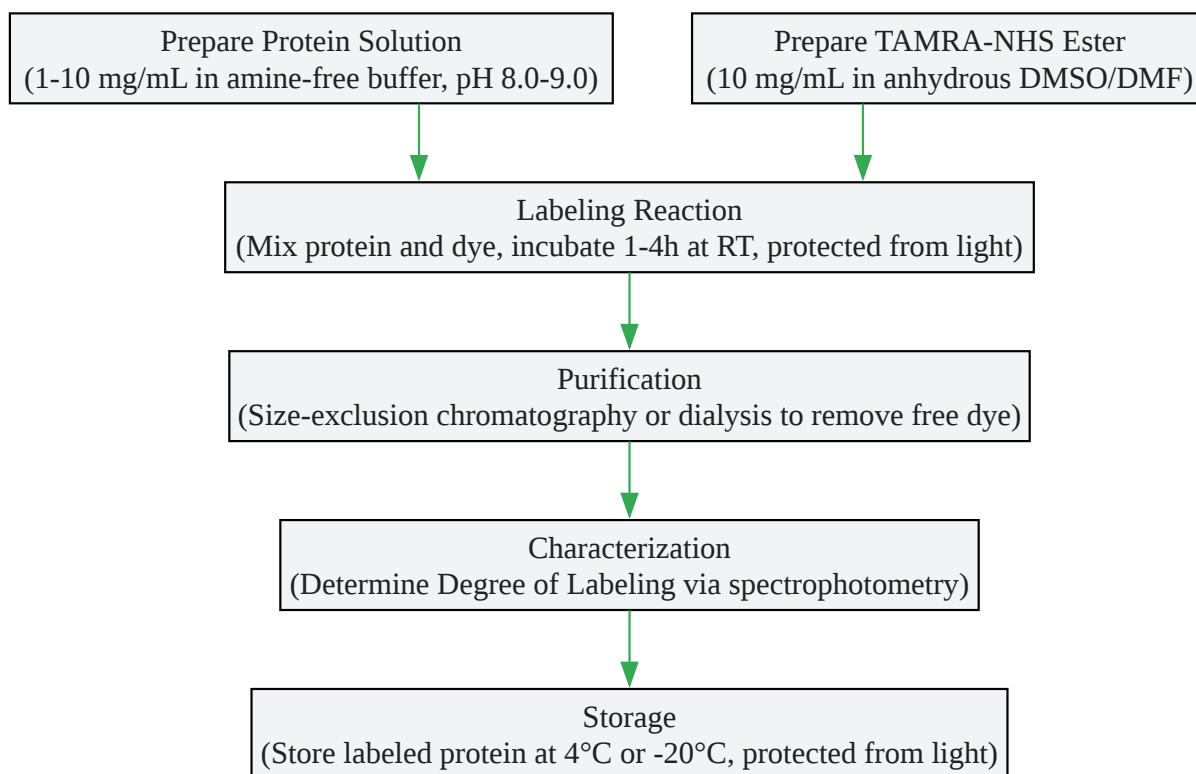 Prepare Protein Solution
(1-10 mg/mL in amine-free buffer, pH 8.0-9.0)
Prepare TAMRA-NHS Ester
(10 mg/mL in anhydrous DMSO/DMF)
Labeling Reaction
(Mix protein and dye, incubate 1-4h at RT, protected from light)
Purification
(Size-exclusion chromatography or dialysis to remove free dye)
Characterization
(Determine Degree of Labeling via spectrophotometry)
Storage
(Store labeled protein at 4°C or -20°C, protected from light)